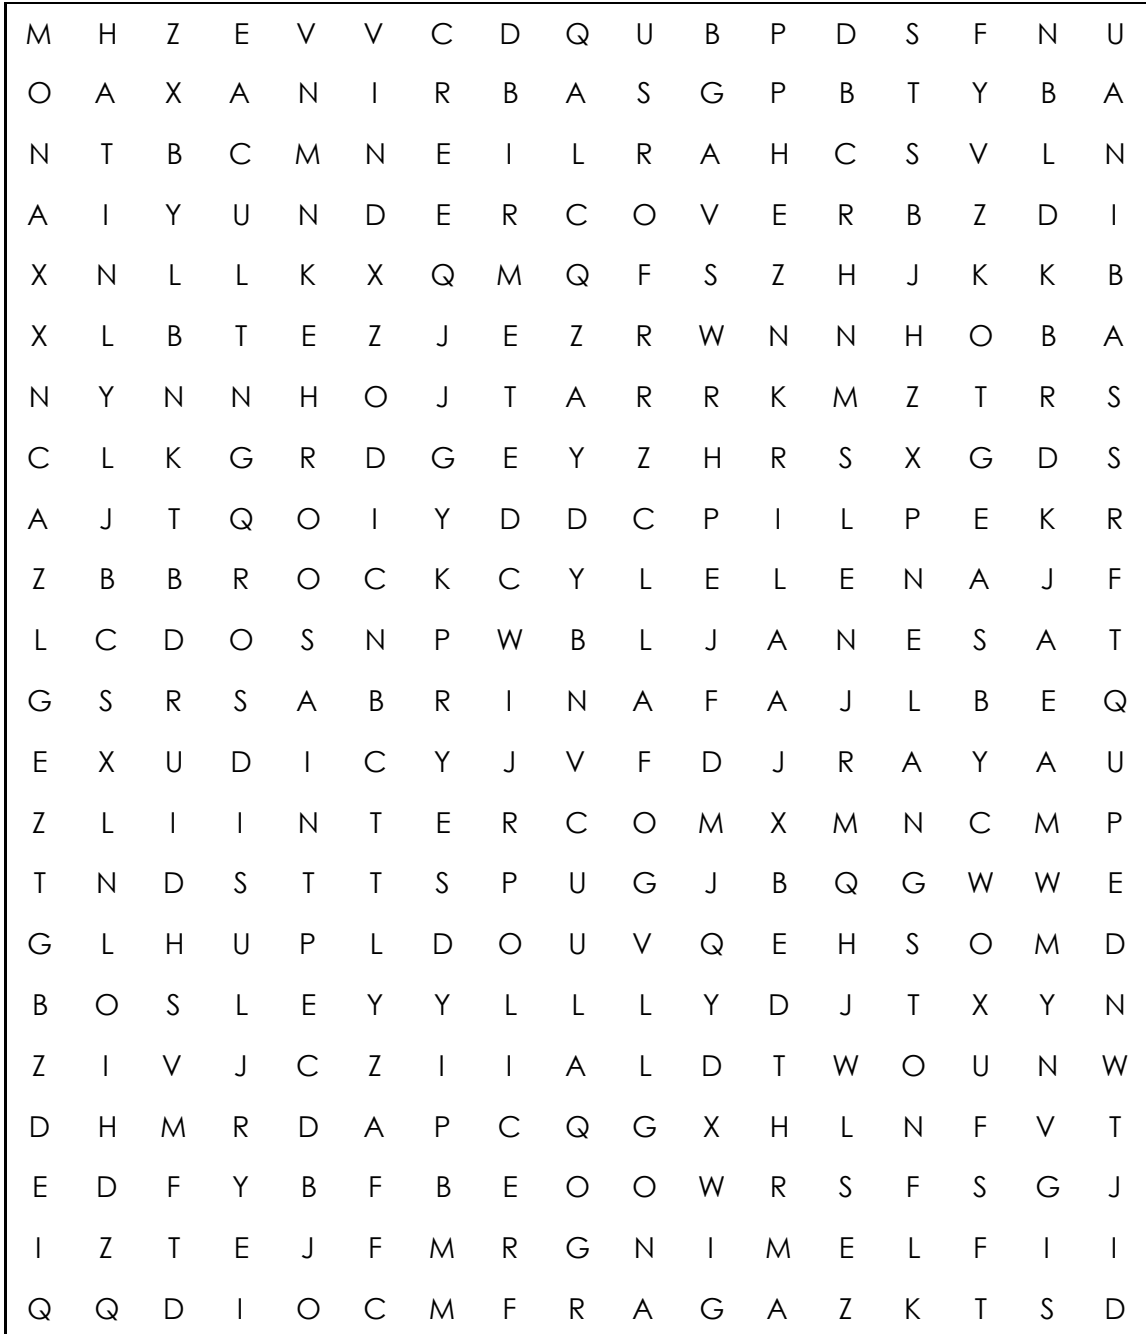 M H Z E V V C D Q U B P D S F N U
O A X A N I R B A S G P B T Y B A
N T B C M N E I L R A H C S V L N
A I Y U N D E R C O V E R B Z D I
X N L L K X Q M Q F S Z H J K K B
X L B T E Z J E Z R W N N H O B A
N Y N N H O J T A R R K M Z T R S
C L K G R D G E Y Z H R S X G D S
A J T Q O I Y D D C P I L P E K R
Z B B R O C K C Y L E L E N A J F
L C D O S N P W B L J A N E S A T
G S R S A B R I N A F A J L B E Q
E X U D I C Y J V F D J R A Y A U
Z L I I N T E R C O M X M N C M P
T N D S T T S P U G J B Q G W W E
G L H U P L D O U V Q E H S O M D
B O S L E Y Y L L L Y D J T X Y N
Z I V J C Z I I A L D T W O U N W
D H M R D A P C Q G X H L N F V T
E D F Y B F B E O O W R S F S G J
I Z T E J F M R G N I M E L F I I
Q Q D I O C M F R A G A Z K T S D